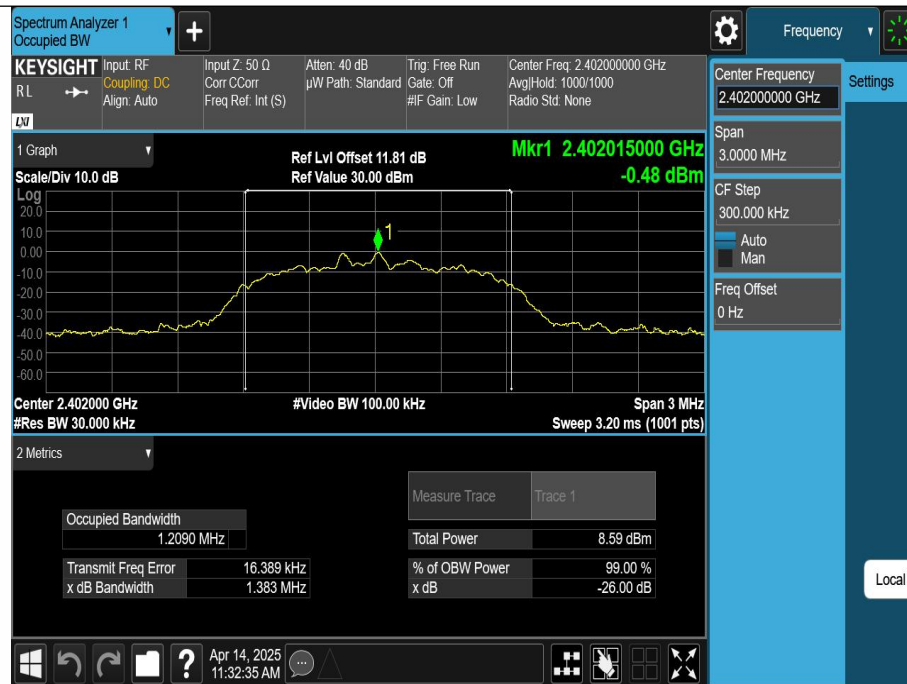 Spectrum Analyzer 1
Occupied BW
+
Frequency
KEYSIGHT
RL
LXI
Input: RF
Coupling: DC
Align: Auto
Input Z: 50 Ω
Corr CCorr
Freq Ref: Int (S)
Atten: 40 dB
µW Path: Standard
Trig: Free Run
Gate: Off
#IF Gain: Low
Center Freq: 2.402000000 GHz
Avg|Hold: 1000/1000
Radio Std: None
Center Frequency
2.402000000 GHz
Settings
Span
3.0000 MHz
CF Step
300.000 kHz
Auto
Man
Freq Offset
0 Hz
Local
1 Graph
Scale/Div 10.0 dB
Ref Lvl Offset 11.81 dB
Ref Value 30.00 dBm
Mkr1 2.402015000 GHz
-0.48 dBm
Log
20.0
10.0
0.00
-10.0
-20.0
-30.0
-40.0
-50.0
-60.0
1
Center 2.402000 GHz
#Video BW 100.00 kHz
Span 3 MHz
#Res BW 30.000 kHz
Sweep 3.20 ms (1001 pts)
2 Metrics
Measure Trace Trace 1
Occupied Bandwidth
1.2090 MHz
Total Power 8.59 dBm
Transmit Freq Error 16.389 kHz
% of OBW Power 99.00 %
x dB Bandwidth 1.383 MHz
x dB -26.00 dB
?
Apr 14, 2025
11:32:35 AM